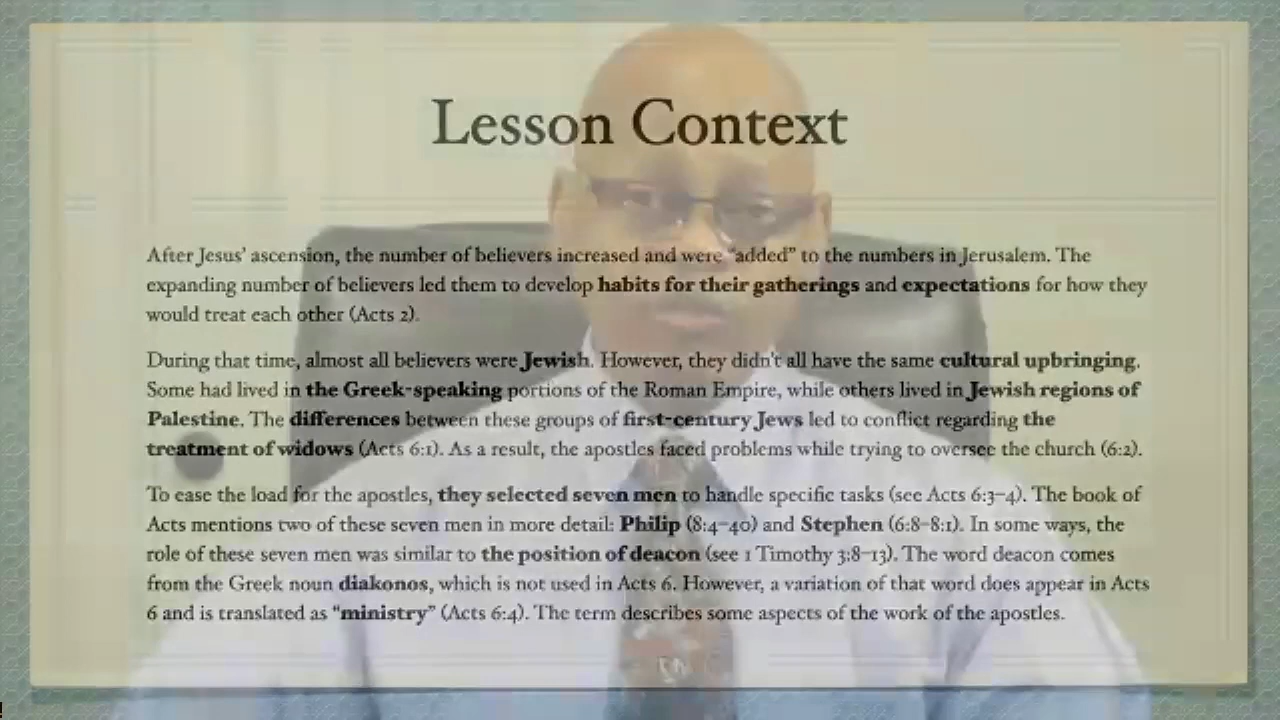 Lesson Context
After Jesus' ascension, the number of believers increased and were "added" to the numbers in Jerusalem. The
expanding number of believers led them to develop habits for their gatherings and expectations for how they
would treat each other (Acts 2).
During that time, almost all believers were Jewish. However, they didn't all have the same cultural upbringing.
Some had lived in the Greek-speaking portions of the Roman Empire, while others lived in Jewish regions of
Palestine. The differences between these groups of first-century Jews led to conflict regarding the
treatment of widows (Acts 6:1). As a result, the apostles faced problems while trying to oversee the church (6:2).
To ease the load for the apostles, they selected seven men to handle specific tasks (see Acts 6:3–4). The book of
Acts mentions two of these seven men in more detail: Philip (8:4–40) and Stephen (6:8–8:1). In some ways, the
role of these seven men was similar to the position of deacon (see 1 Timothy 3:8–13). The word deacon comes
from the Greek noun diakonos, which is not used in Acts 6. However, a variation of that word does appear in Acts
6 and is translated as "ministry" (Acts 6:4). The term describes some aspects of the work of the apostles.